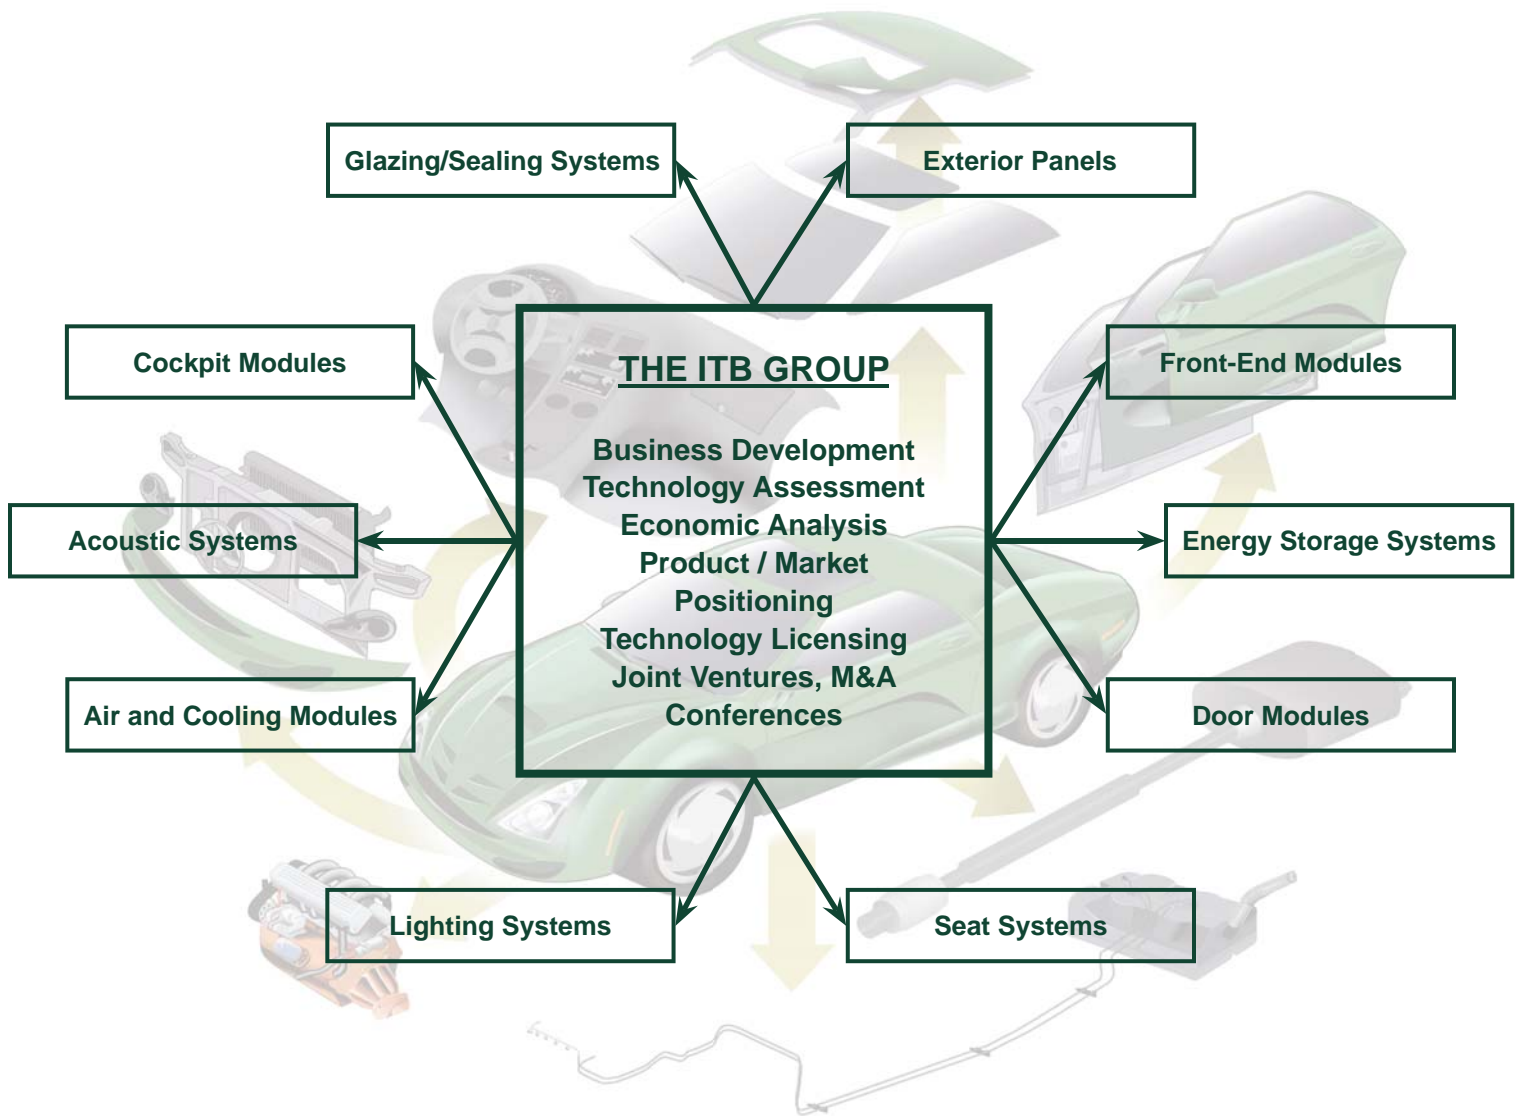 Glazing/Sealing Systems
Exterior Panels
Cockpit Modules
THE ITB GROUP
Front-End Modules
Business Development
Technology Assessment
Economic Analysis
Product / Market
Positioning
Technology Licensing
Joint Ventures, M&A
Conferences
Acoustic Systems
Energy Storage Systems
Air and Cooling Modules
Door Modules
Lighting Systems
Seat Systems